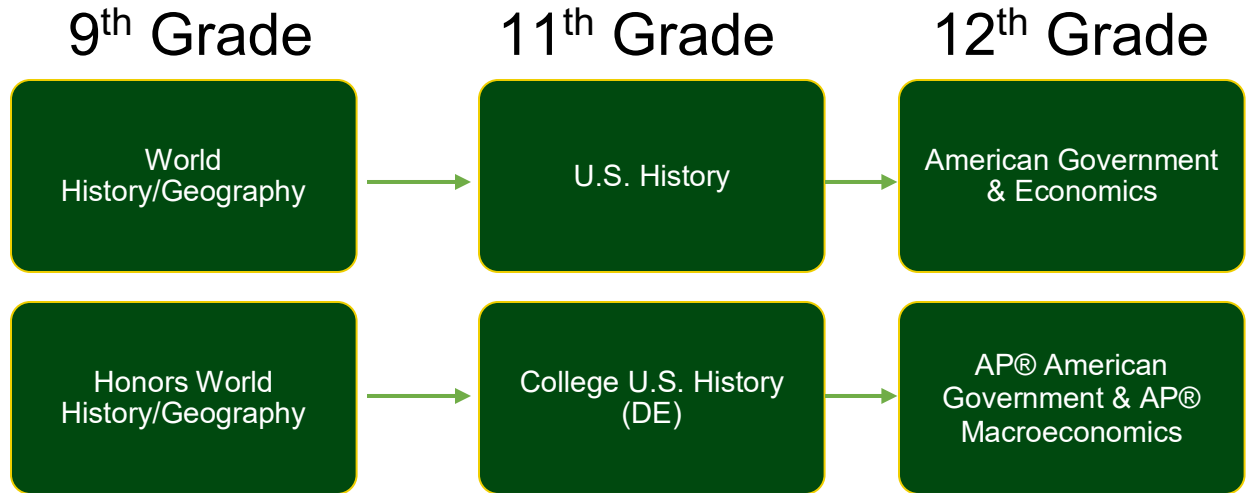 9th Grade
11th Grade
12th Grade
World
History/Geography
U.S. History
American Government
& Economics
Honors World
History/Geography
College U.S. History
(DE)
AP® American
Government & AP®
Macroeconomics